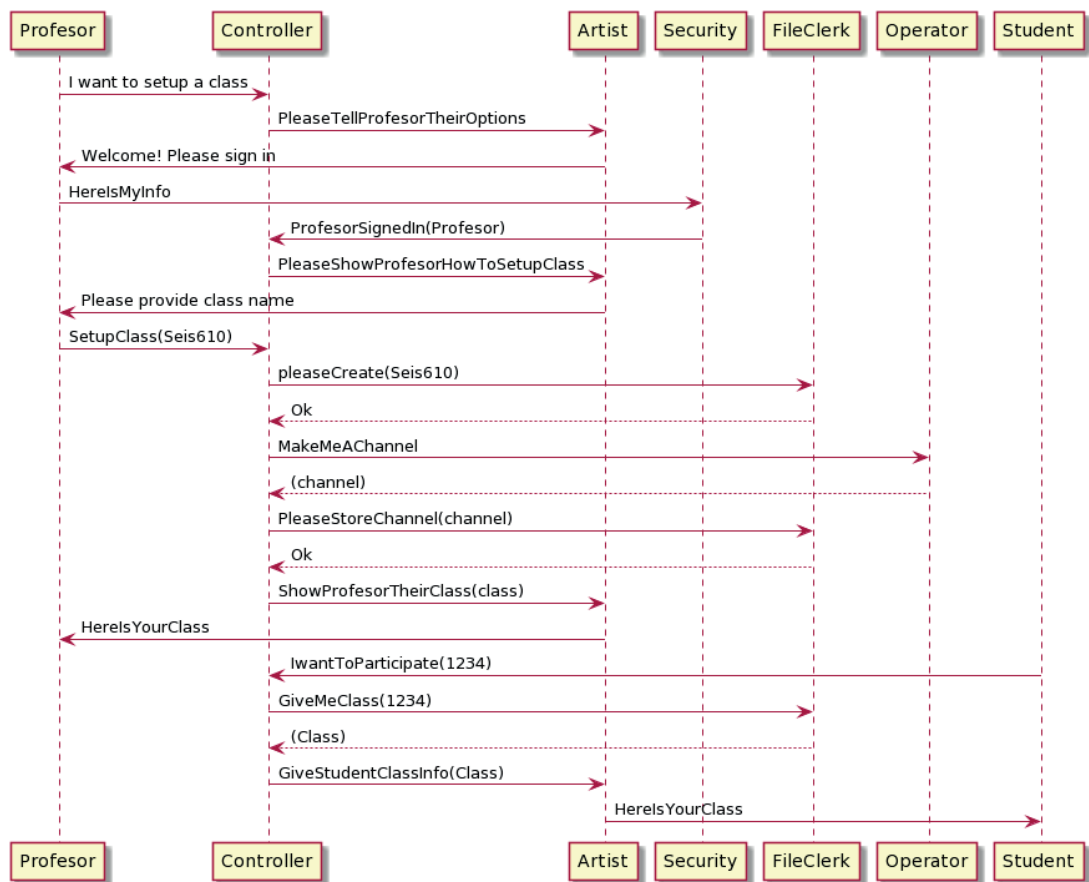 Profesor Controller Artist Security FileClerk Operator Student
I want to setup a class
PleaseTellProfesorTheirOptions
Welcome! Please sign in
HereIsMyInfo
ProfesorSignedIn(Profesor)
PleaseShowProfesorHowToSetupClass
Please provide class name
SetupClass(Seis610)
pleaseCreate(Seis610)
Ok
MakeMeAChannel
(channel)
PleaseStoreChannel(channel)
Ok
ShowProfesorTheirClass(class)
HereIsYourClass
IwantToParticipate(1234)
GiveMeClass(1234)
(Class)
GiveStudentClassInfo(Class)
HereIsYourClass
Profesor Controller Artist Security FileClerk Operator Student